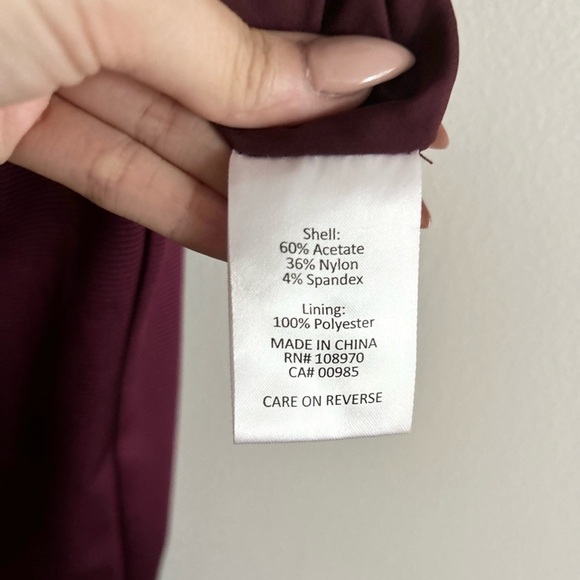 Shell:
60% Acetate
36% Nylon
4% Spandex
Lining:
100% Polyester
MADE IN CHINA
RN# 108970
CA# 00985
CARE ON REVERSE